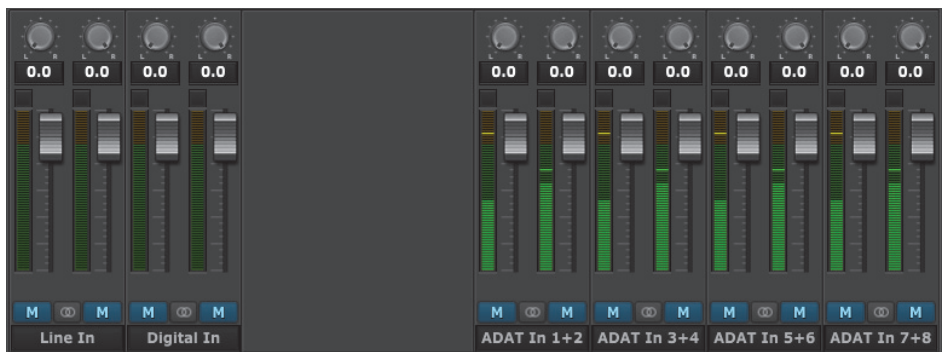 L R L R L R L R L R L R L R L R L R L R L R L R
0.0 0.0 0.0 0.0 0.0 0.0 0.0 0.0 0.0 0.0 0.0 0.0
M M M M M M M M M M M M
Line In Digital In ADAT In 1+2 ADAT In 3+4 ADAT In 5+6 ADAT In 7+8